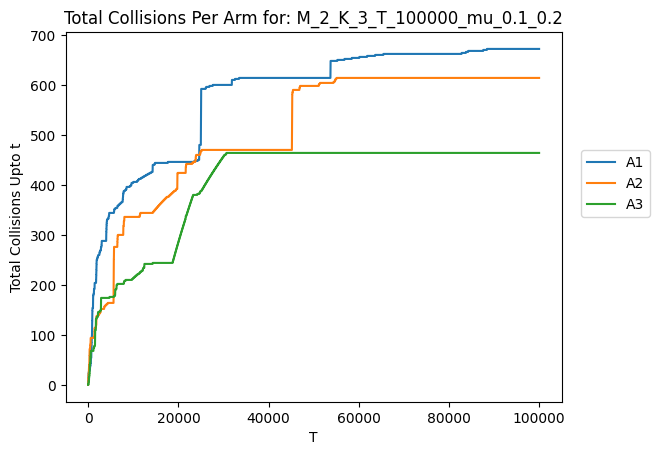 Total Collisions Per Arm for: M_2_K_3_T_100000_mu_0.1_0.2
700
600
500
400
300
200
100
0
Total Collisions Upto t
0 20000 40000 60000 80000 100000
T
A1
A2
A3